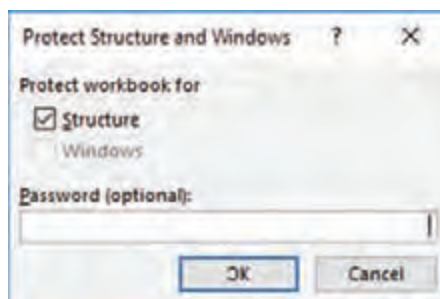 Protect Structure and Windows ? ×
Protect workbook for
Structure
Windows
Password (optional):
OK Cancel